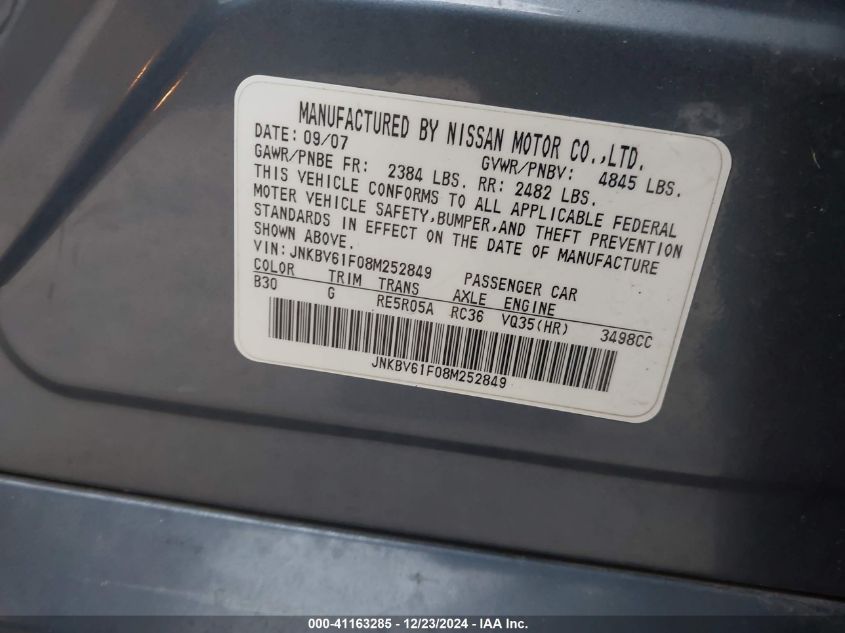 MANUFACTURED BY NISSAN MOTOR CO.,LTD.
DATE: 09/07 GVWR/PNBV: 4845 LBS.
GAWR/PNBE FR: 2384 LBS. RR: 2482 LBS.
THIS VEHICLE CONFORMS TO ALL APPLICABLE FEDERAL
MOTOR VEHICLE SAFETY,BUMPER,AND THEFT PREVENTION
STANDARDS IN EFFECT ON THE DATE OF MANUFACTURE
SHOWN ABOVE.
VIN: JNKBV61F08M252849 PASSENGER CAR
COLOR TRIM TRANS AXLE ENGINE
B30 G RE5R05A RC36 VQ35(HR) 3498CC
JNKBV61F08M252849
000-41163285 - 12/23/2024 - IAA Inc.